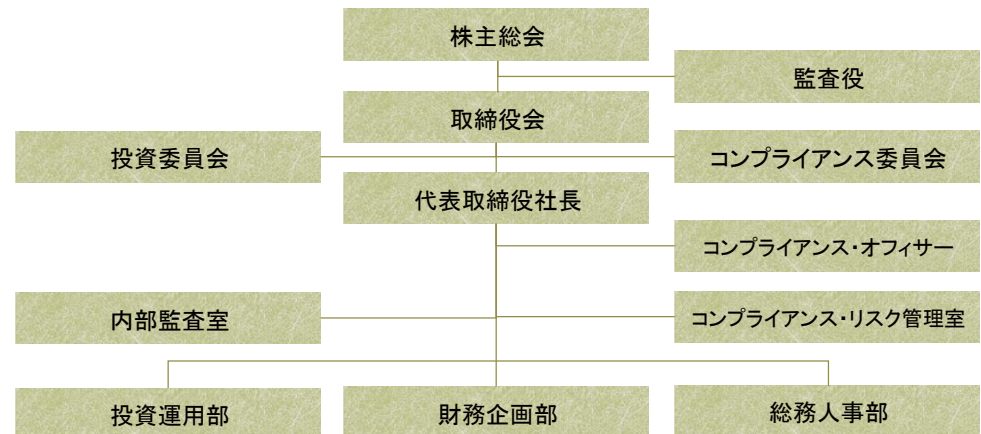 株主総会
監査役
取締役会
投資委員会
コンプライアンス委員会
代表取締役社長
コンプライアンス・オフィサー
内部監査室
コンプライアンス・リスク管理室
投資運用部
財務企画部
総務人事部